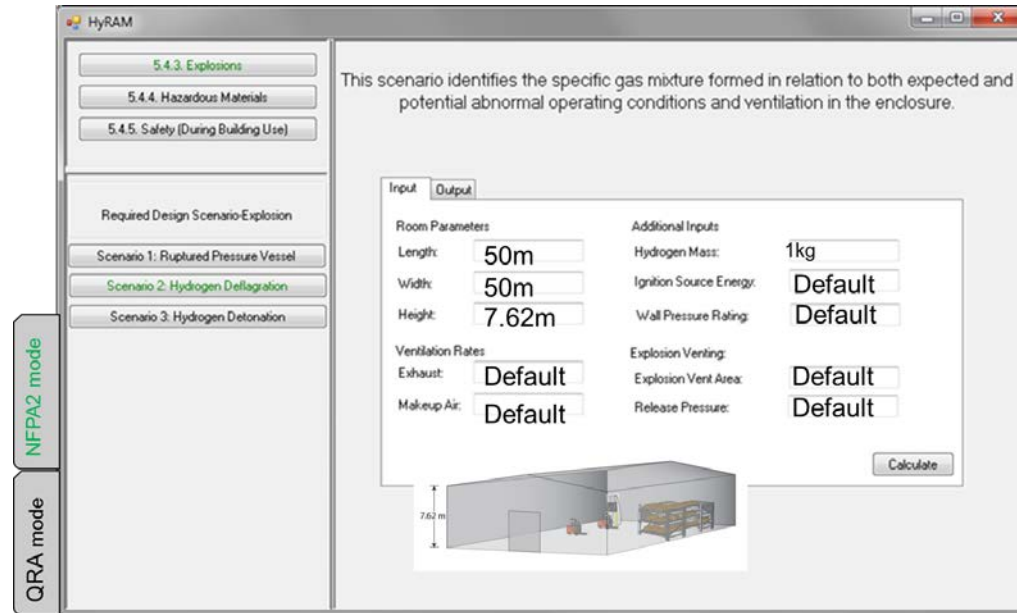 HyRAM
5.4.3. Explosions
5.4.4. Hazardous Materials
5.4.5. Safety (During Building Use)
Required Design Scenario-Explosion
Scenario 1: Ruptured Pressure Vessel
Scenario 2: Hydrogen Deflagration
Scenario 3: Hydrogen Detonation
NFPA2 mode
QRA mode
This scenario identifies the specific gas mixture formed in relation to both expected and
potential abnormal operating conditions and ventilation in the enclosure.
Input Output
Room Parameters
Length: 50m
Width: 50m
Height: 7.62m
Ventilation Rates
Exhaust: Default
Makeup Air: Default
Additional Inputs
Hydrogen Mass: 1kg
Ignition Source Energy: Default
Wall Pressure Rating: Default
Explosion Venting:
Explosion Vent Area: Default
Release Pressure: Default
Calculate
7.62 m